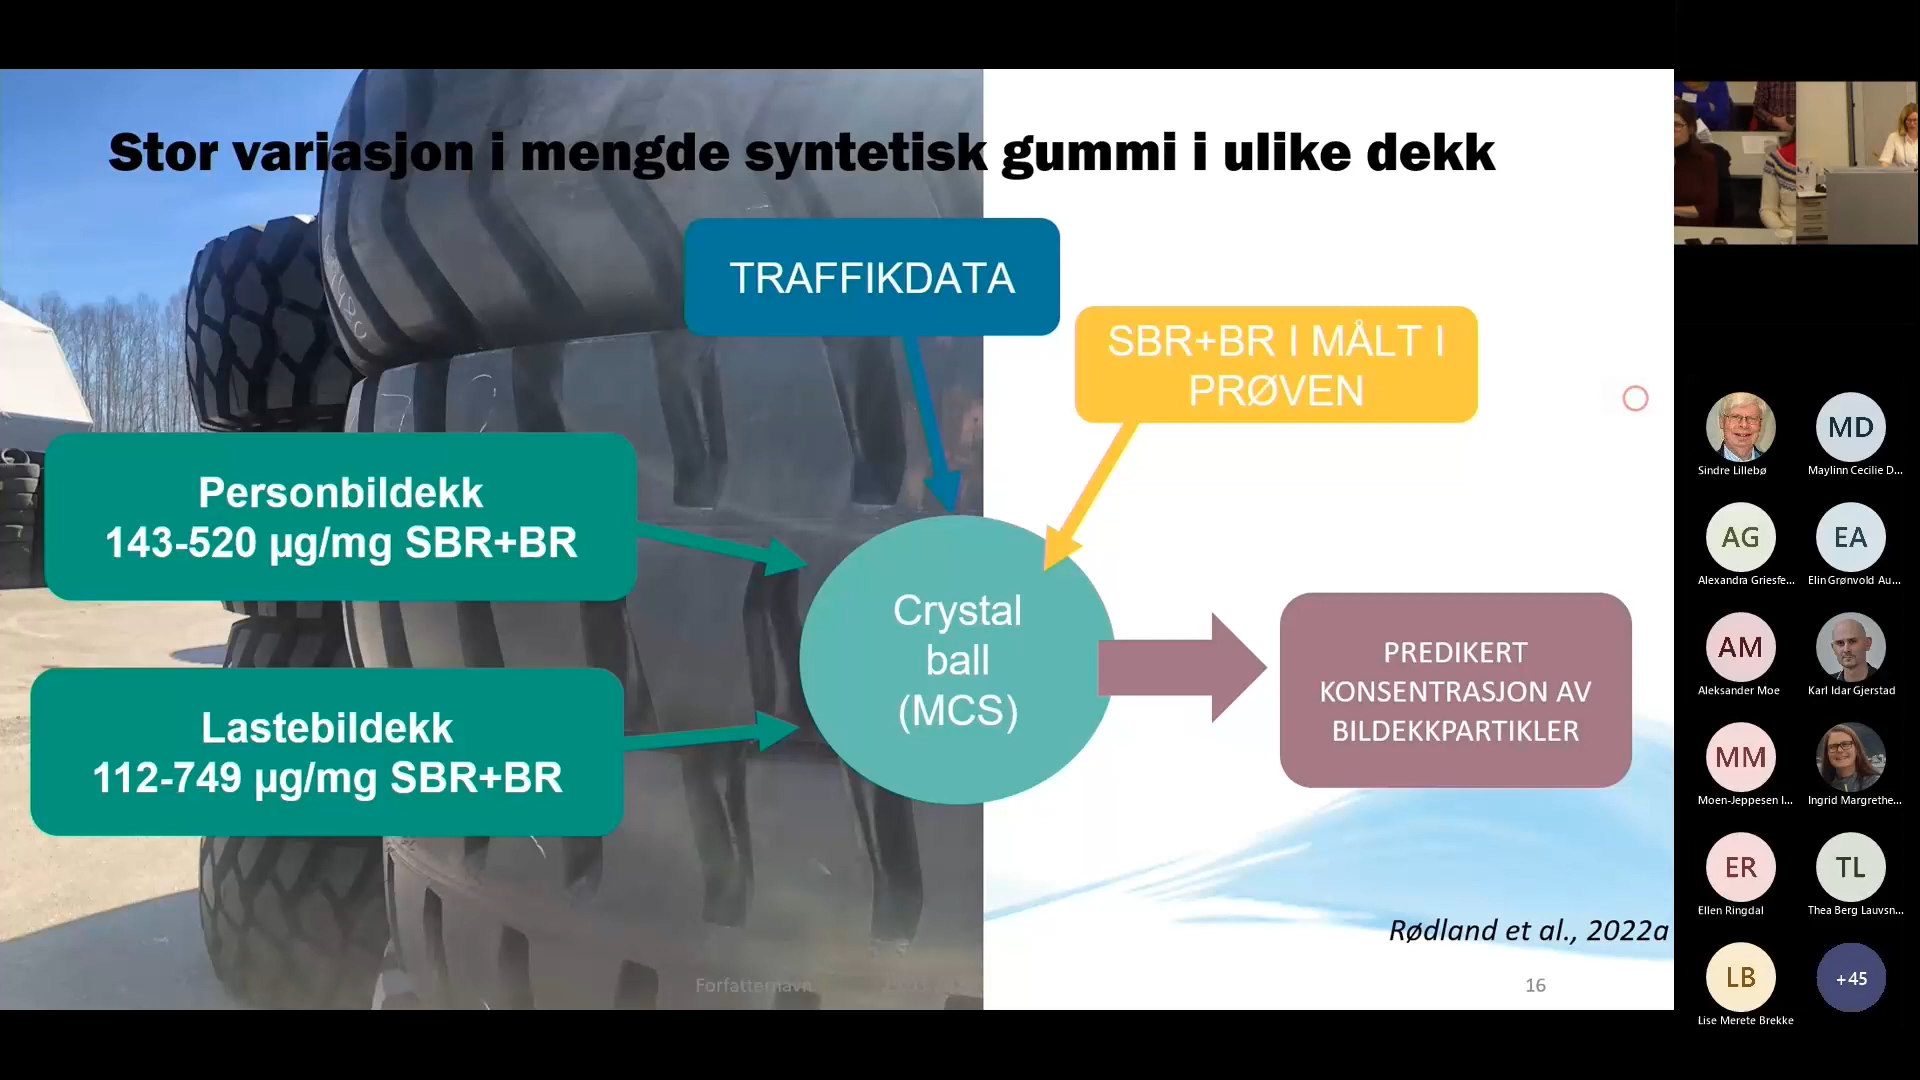 Stor variasjon i mengde syntetisk gummi i ulike dekk
TRAFFIKDATA
SBR+BR I MÅLT I
PRØVEN
Personbildekk
143-520 µg/mg SBR+BR
Lastebildekk
112-749 µg/mg SBR+BR
Crystal
ball
(MCS)
PREDIKERT
KONSENTRASJON AV
BILDEKKPARTIKLER
Rødland et al., 2022a
Forfatternavn
16
Sindre Lillebø
MD
Maylinn Cecilie D...
AG
Alexandra Griesfe...
EA
Elin Grønvold Au...
AM
Aleksander Moe
Karl Idar Gjerstad
MM
Moen-Jeppesen I...
Ingrid Margrethe...
ER
Ellen Ringdal
TL
Thea Berg Lauvsn...
LB
Lise Merete Brekke
+45